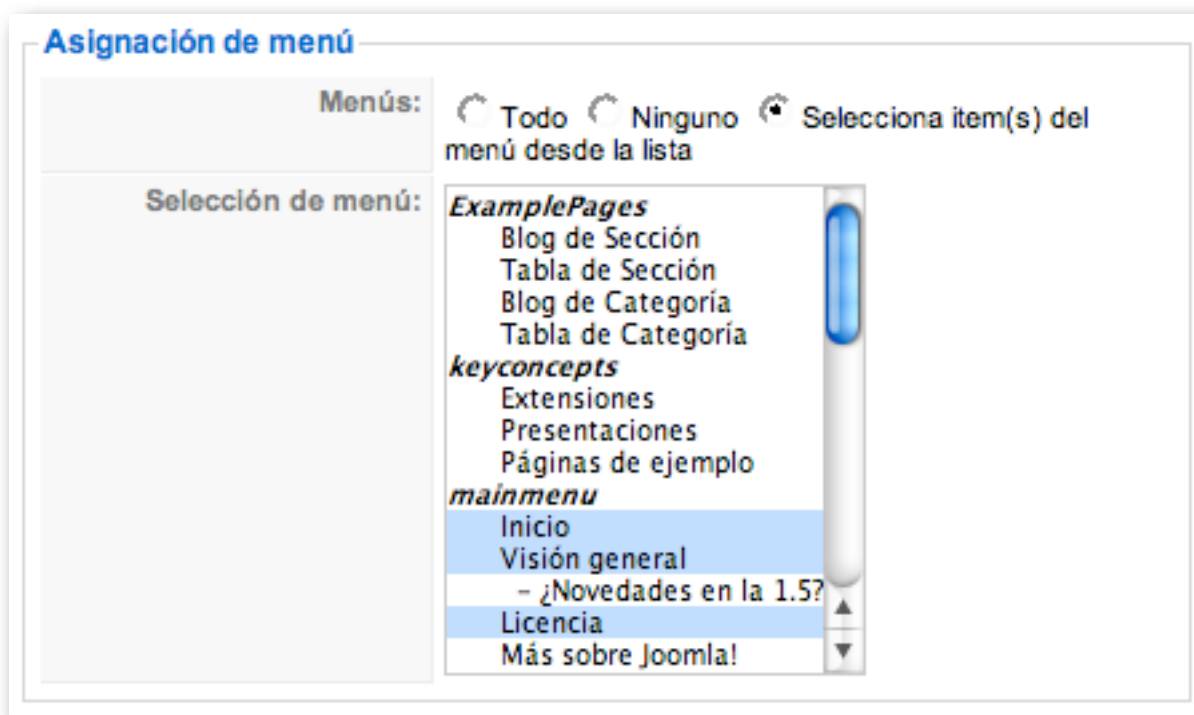 Asignación de menú
Menús:
Todo Ninguno Selecciona item(s) del
menú desde la lista
Selección de menú:
ExamplePages
Blog de Sección
Tabla de Sección
Blog de Categoría
Tabla de Categoría
keyconcepts
Extensiones
Presentaciones
Páginas de ejemplo
mainmenu
Inicio
Visión general
- ¿Novedades en la 1.5?
Licencia
Más sobre Joomla!